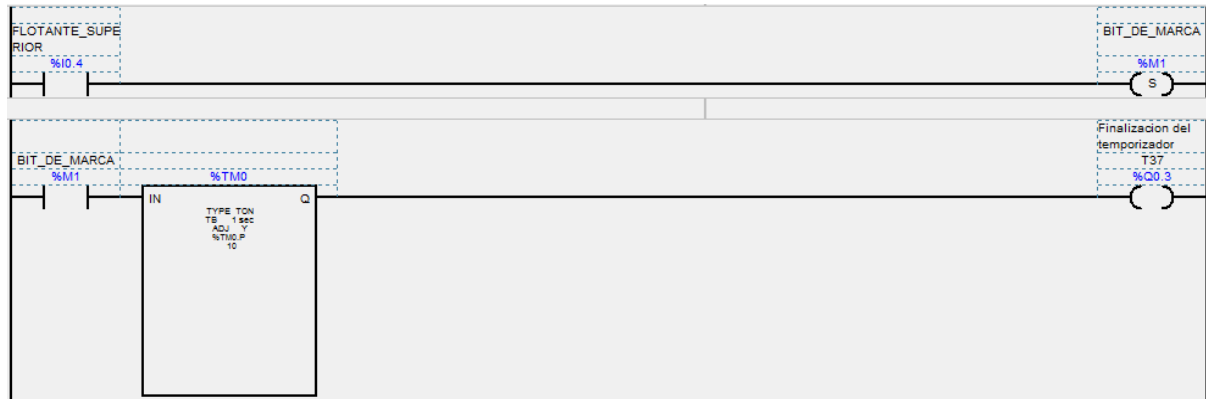 FLOTANTE_SUPE
RIOR
%I0.4
BIT_DE_MARCA
%M1
S
BIT_DE_MARCA
%M1
%TM0
IN
Q
TYPE TON
TB 1 sec
ADJ Y
%TM0.P
10
Finalizacion del
temporizador
T37
%Q0.3